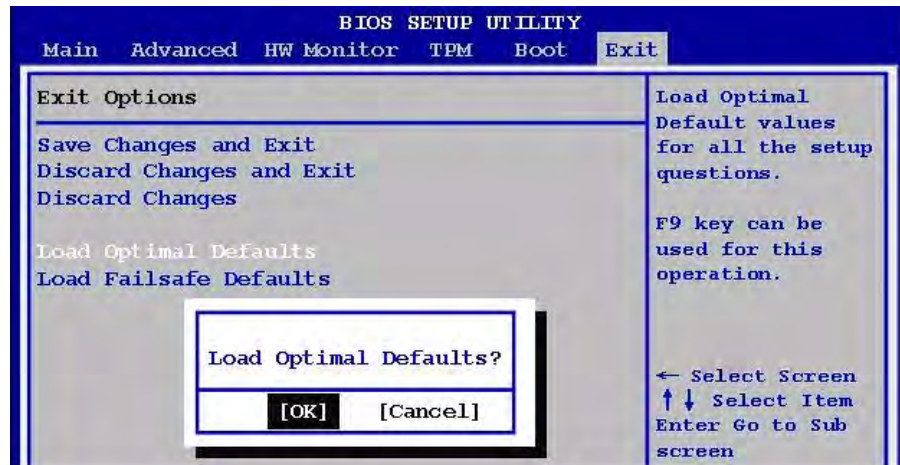 BIOS SETUP UTILITY
Main Advanced HW Monitor TPM Boot Exit
Exit Options
Save Changes and Exit
Discard Changes and Exit
Discard Changes
Load Optimal Defaults
Load Failsafe Defaults
Load Optimal Defaults?
[OK] [Cancel]
Load Optimal
Default values
for all the setup
questions.
F9 key can be
used for this
operation.
← Select Screen
↑↓ Select Item
Enter Go to Sub
screen